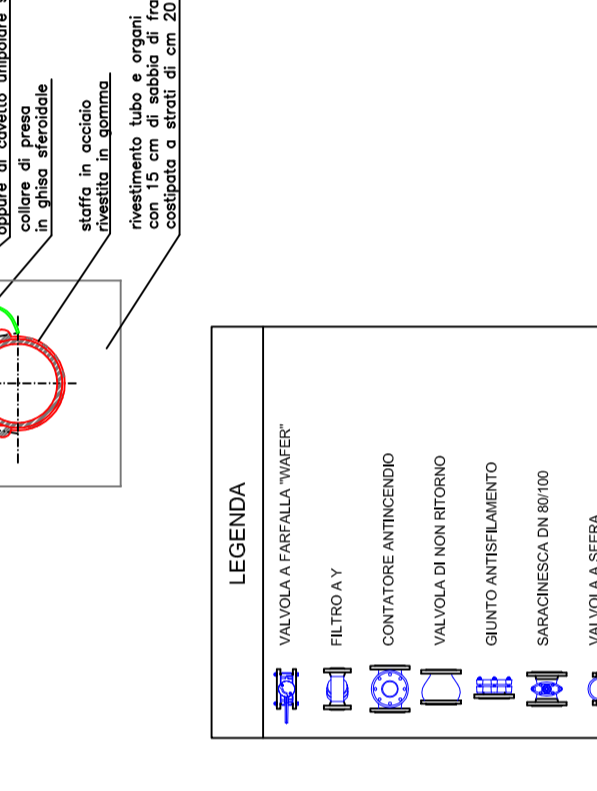 oppure di cavetto unipolare
collare di presa
in ghisa sferoidale
staffa in acciaio
rivestita in gomma
rivestimento tubo e organi
con 15 cm di sabbia di
costipata a strati di cm 20
LEGENDA
VALVOLA A FARFALLA "WAFER"
FILTRO A Y
CONTATORE ANTINCENDIO
VALVOLA DI NON RITORNO
GIUNTO ANTISFILAMENTO
SARACINESCA DN 80/100
VALVOLA A SFERA